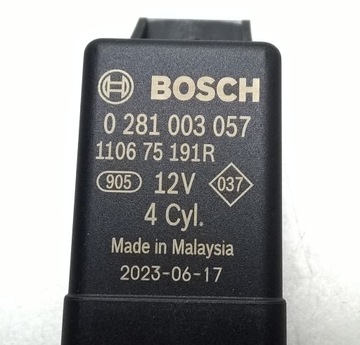 BOSCH
0 281 003 057
1106 75 191R
905 12V 037
4 Cyl.
Made in Malaysia
2023-06-17